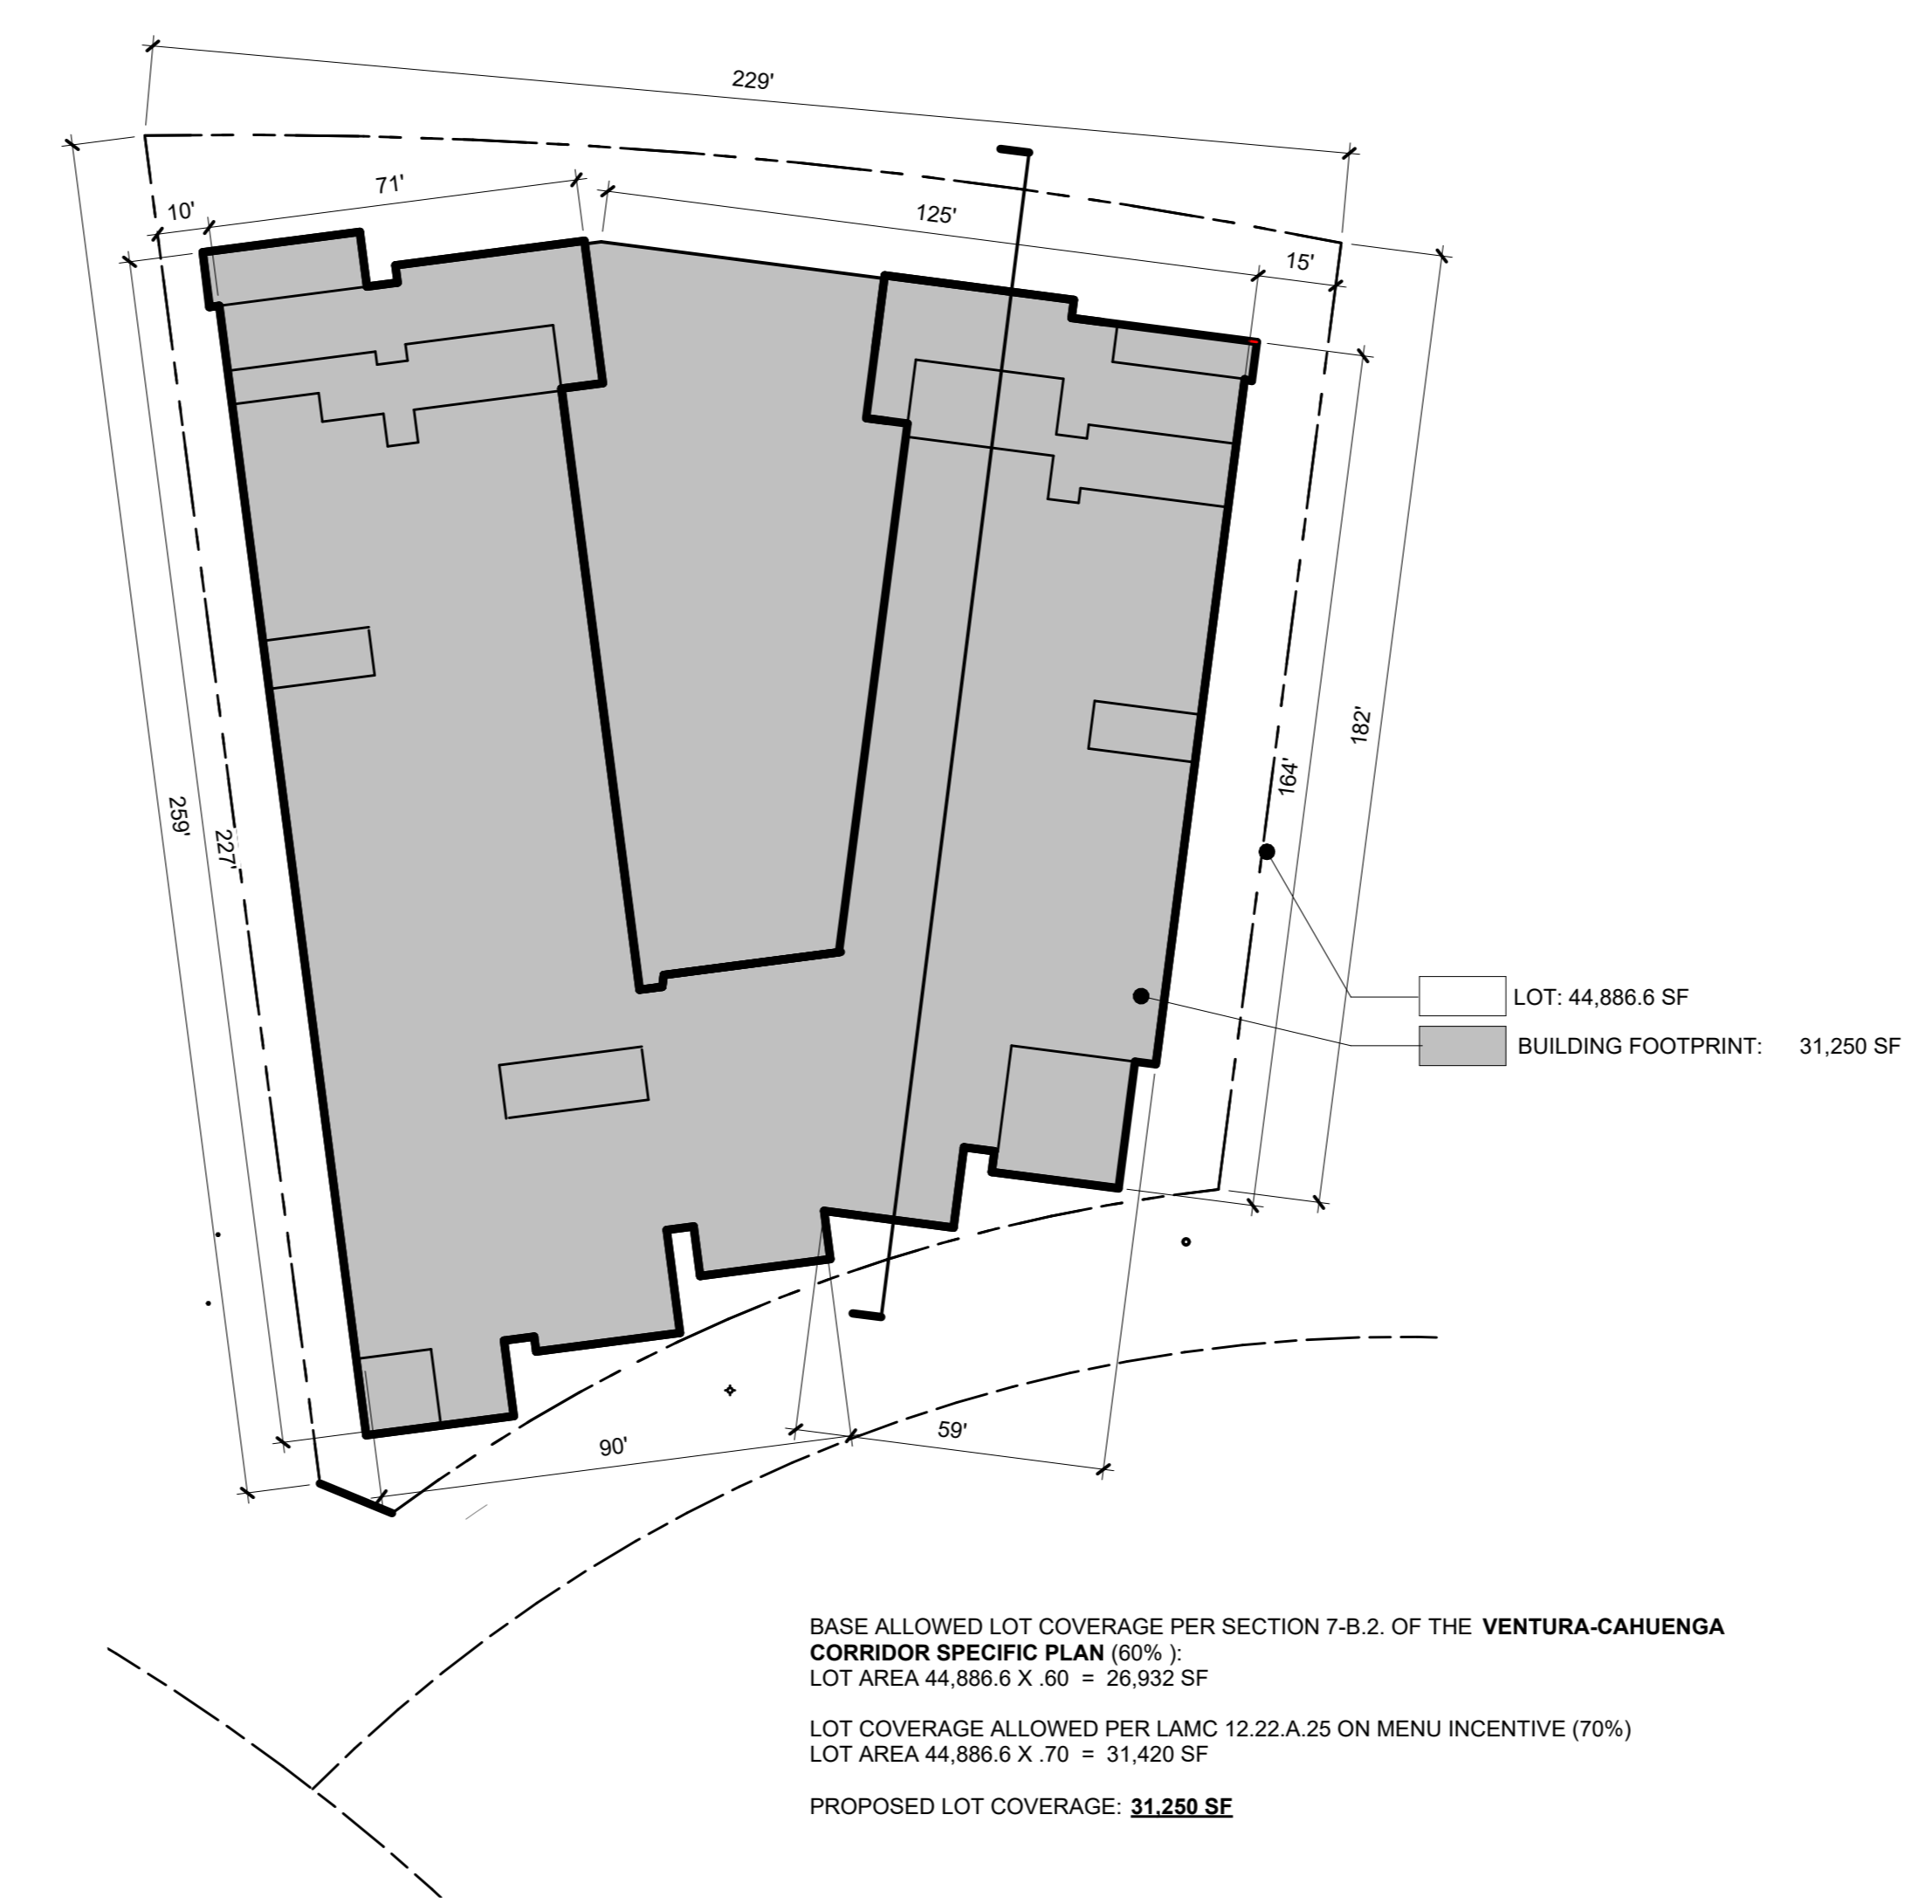 229'
71'
10'
125'
15'
259'
227'
182'
164'
LOT: 44,886.6 SF
BUILDING FOOTPRINT: 31,250 SF
90'
59'
BASE ALLOWED LOT COVERAGE PER SECTION 7-B.2. OF THE VENTURA-CAHUENGA
CORRIDOR SPECIFIC PLAN (60% ):
LOT AREA 44,886.6 X .60 = 26,932 SF
LOT COVERAGE ALLOWED PER LAMC 12.22.A.25 ON MENU INCENTIVE (70%)
LOT AREA 44,886.6 X .70 = 31,420 SF
PROPOSED LOT COVERAGE: 31,250 SF